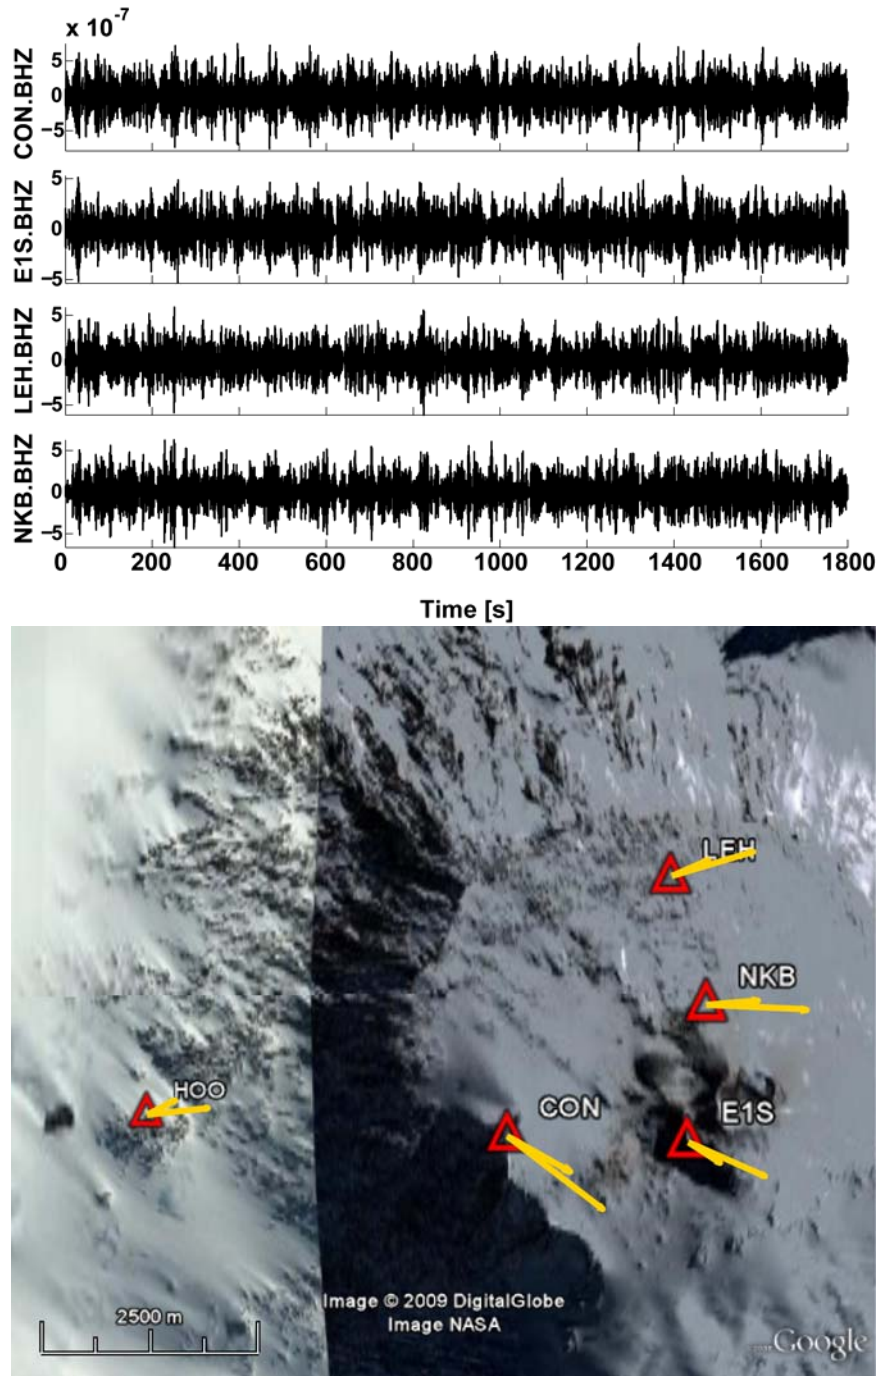 x 10-7
CON.BHZ
5
0
−5
E1S.BHZ
5
0
−5
LEH.BHZ
5
0
−5
NKB.BHZ
5
0
−5
0 200 400 600 800 1000 1200 1400 1600 1800
Time [s]
LEH
NKB
HOO
CON
E1S
2500 m
Image © 2009 DigitalGlobe
Image NASA
Google